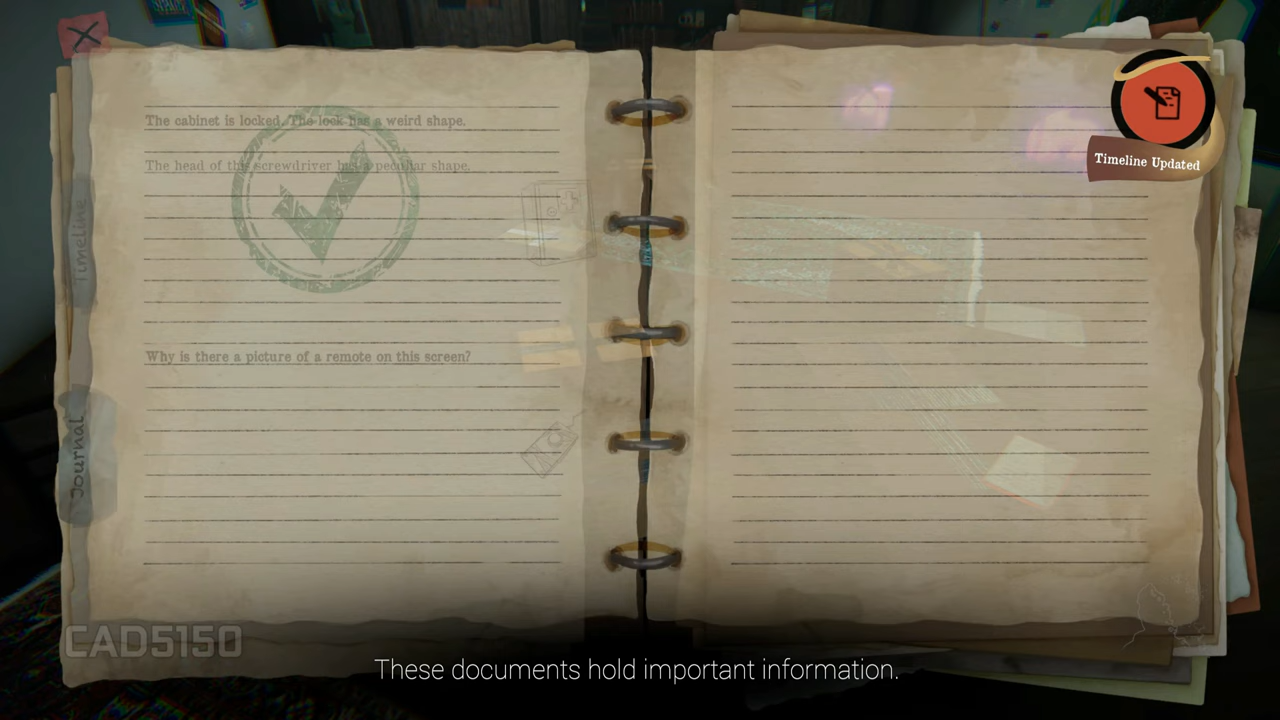 SPACE
The cabinet is locked. The lock has a weird shape.
Timeline Updated
The head of this screwdriver has a peculiar shape.
Timeline
Why is there a picture of a remote on this screen?
Journal
CAD5150
These documents hold important information.